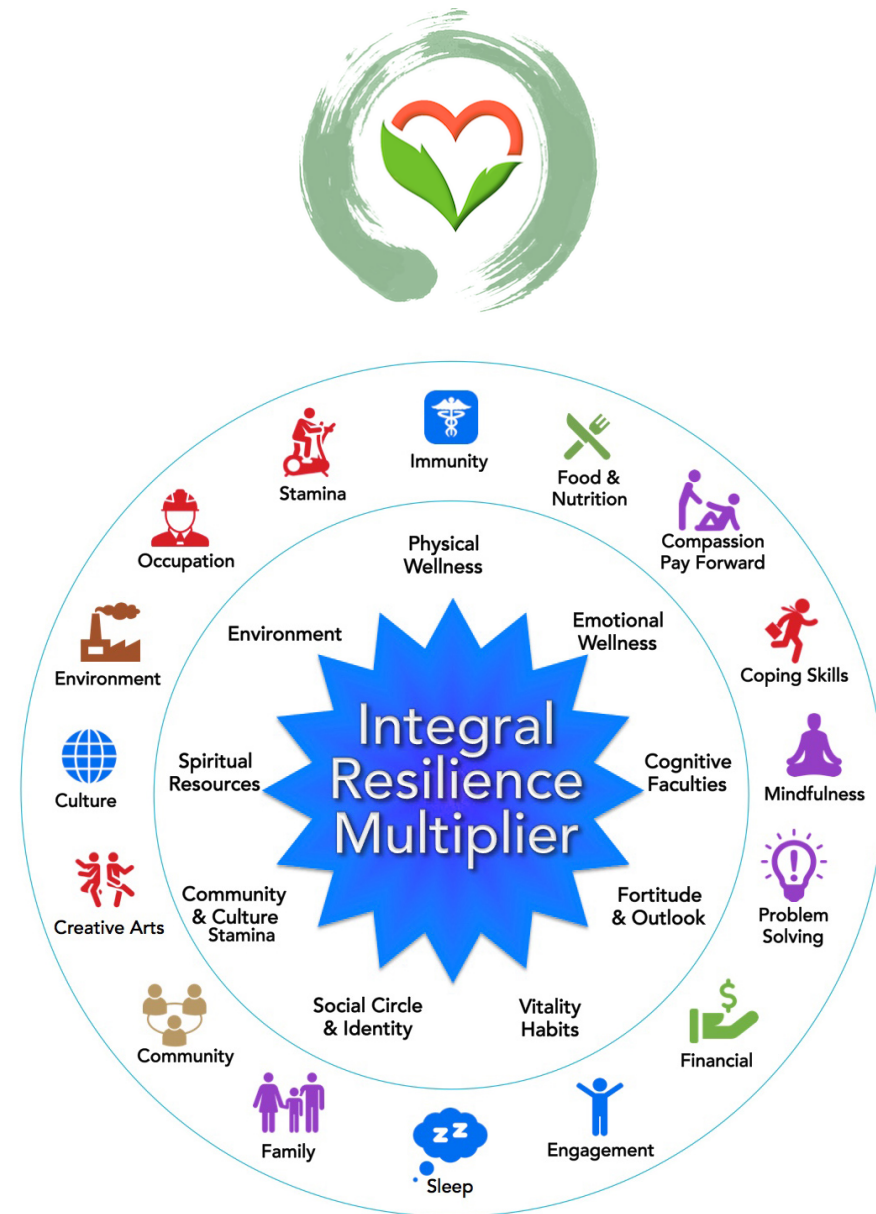 Immunity
Food &
Nutrition
Compassion
Pay Forward
Coping Skills
Mindfulness
Problem
Solving
$
Financial
Engagement
z z
Sleep
Family
Community
Creative Arts
Culture
Environment
Occupation
Stamina
Physical
Wellness
Emotional
Wellness
Cognitive
Faculties
Fortitude
& Outlook
Vitality
Habits
Social Circle
& Identity
Community
& Culture
Stamina
Spiritual
Resources
Environment
Integral
Resilience
Multiplier